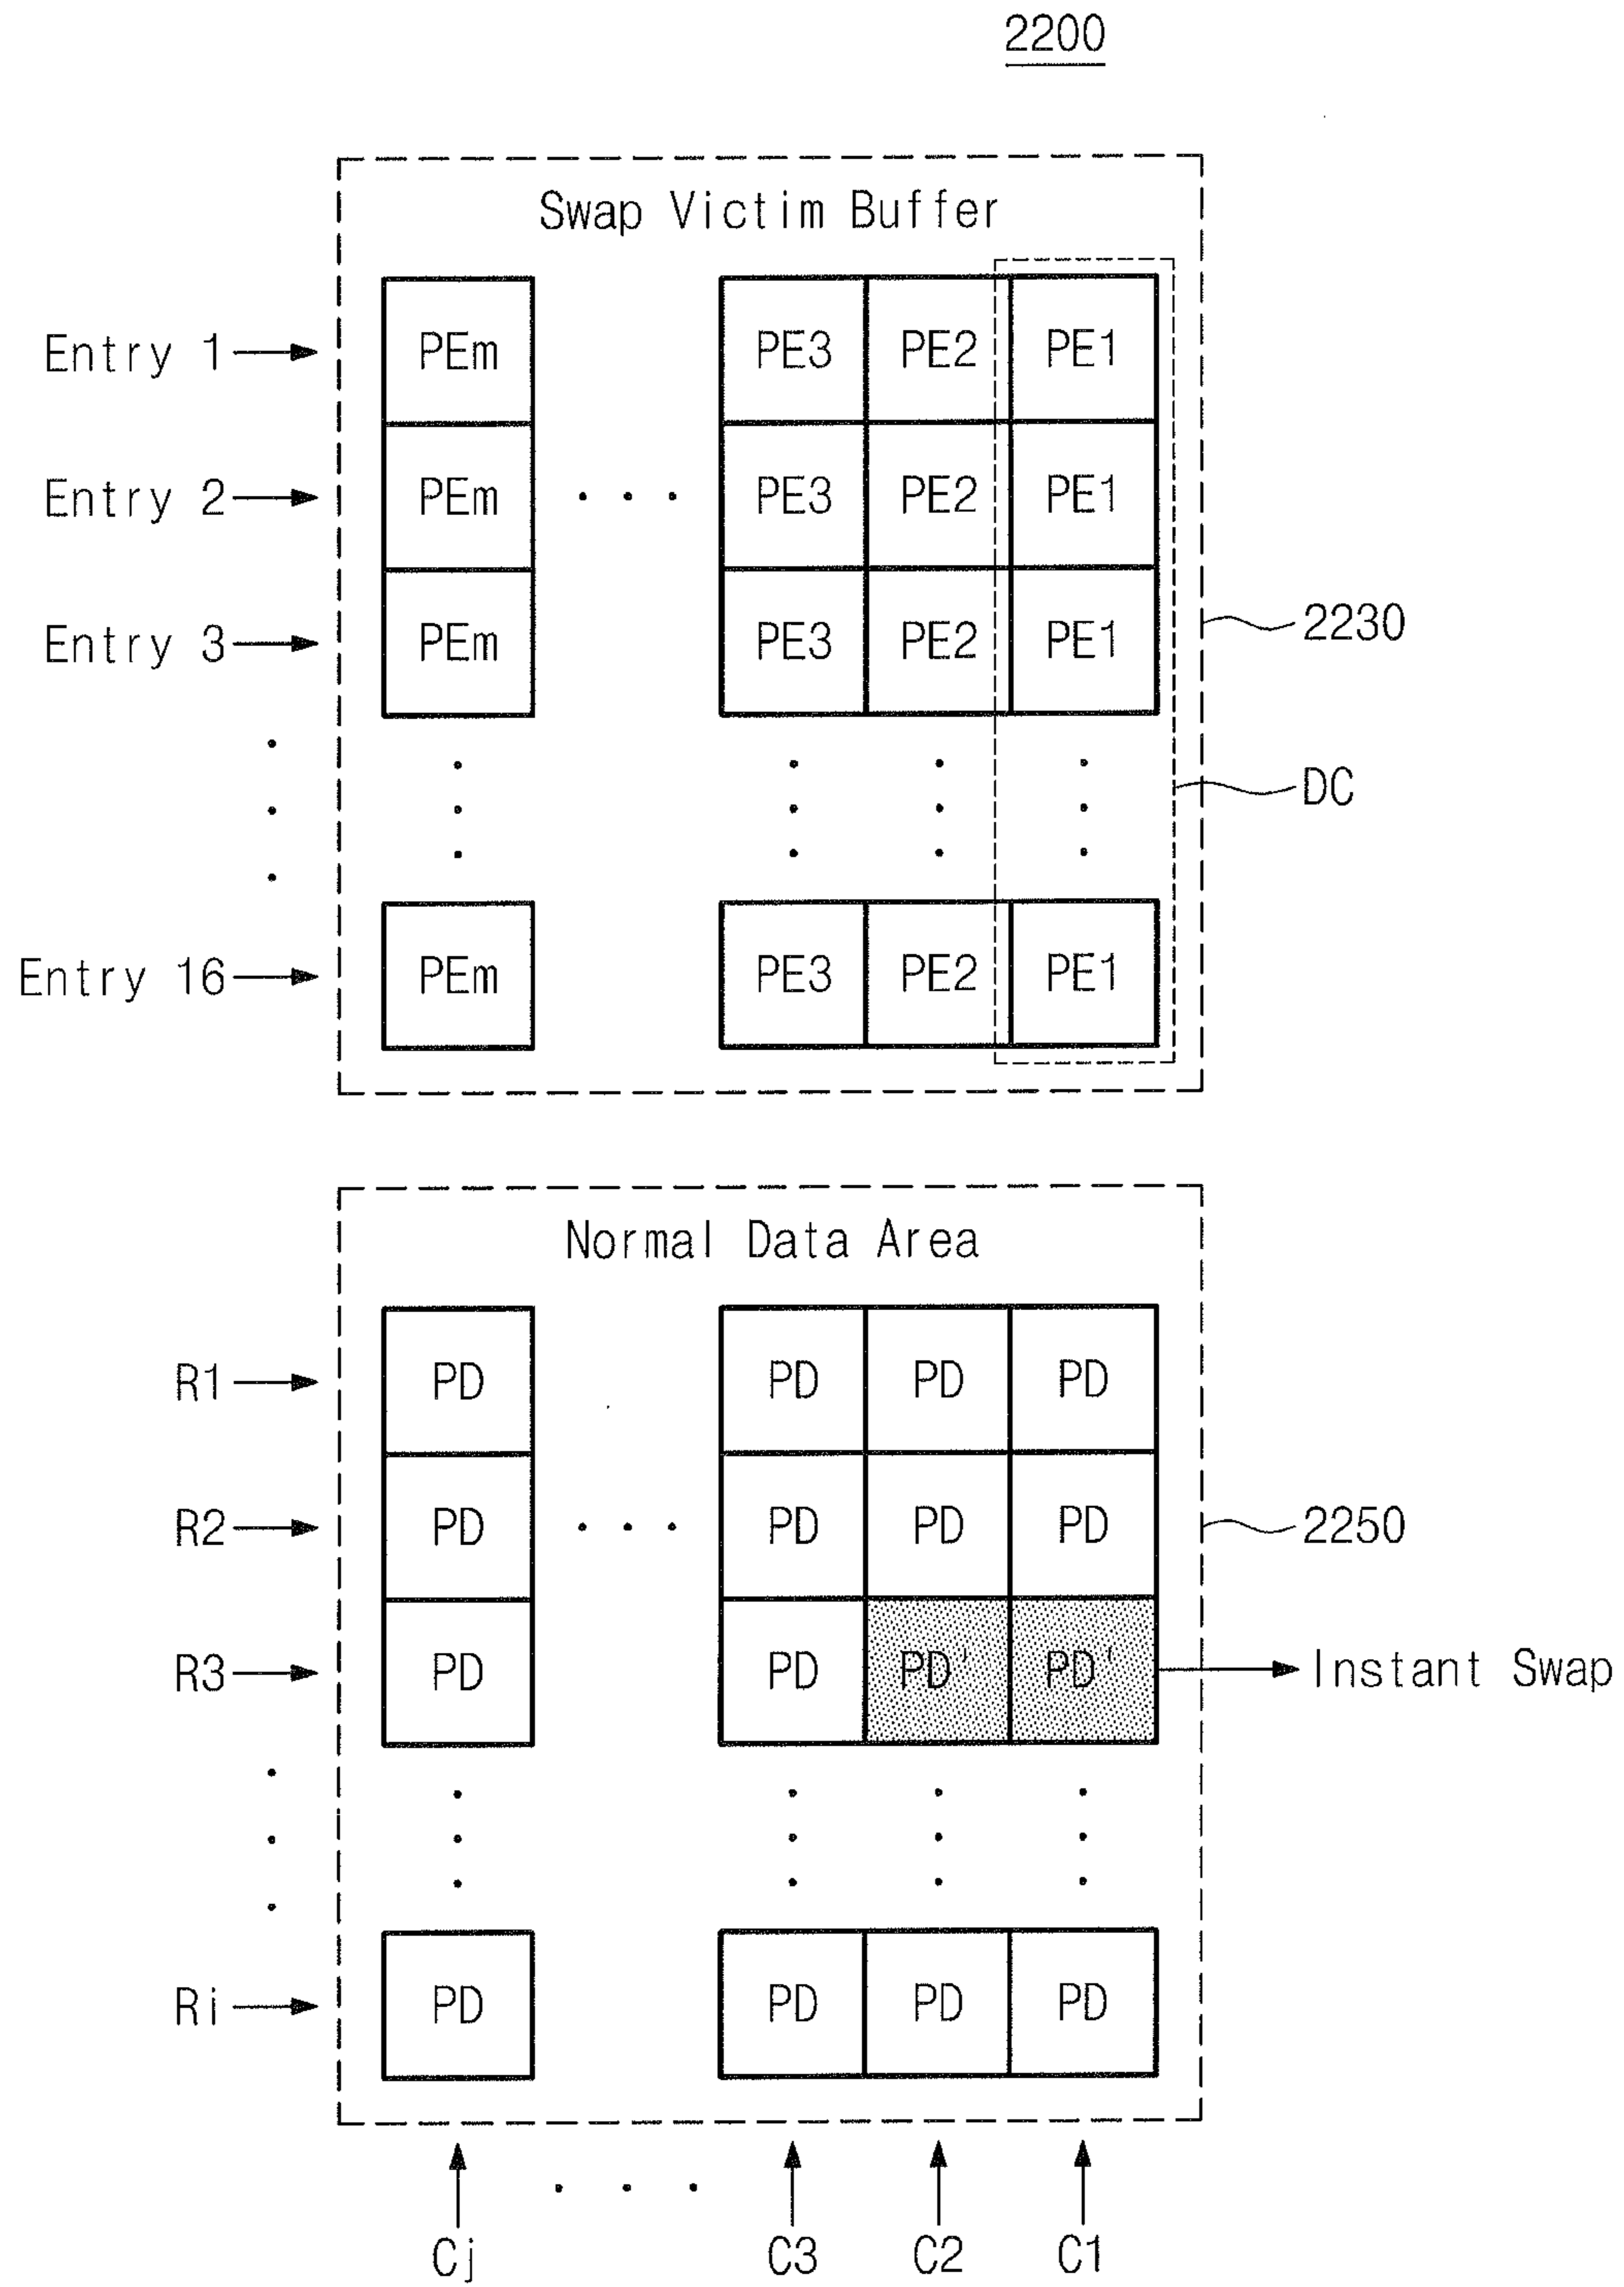 2200
Swap Victim Buffer
Entry 1 PEm PE3 PE2 PE1
Entry 2 PEm ... PE3 PE2 PE1
Entry 3 PEm PE3 PE2 PE1
2230
DC
Entry 16 PEm PE3 PE2 PE1
Normal Data Area
R1 PD PD PD PD
R2 PD ... PD PD PD
2250
R3 PD PD PD' PD' Instant Swap
Ri PD PD PD PD
Cj ... C3 C2 C1